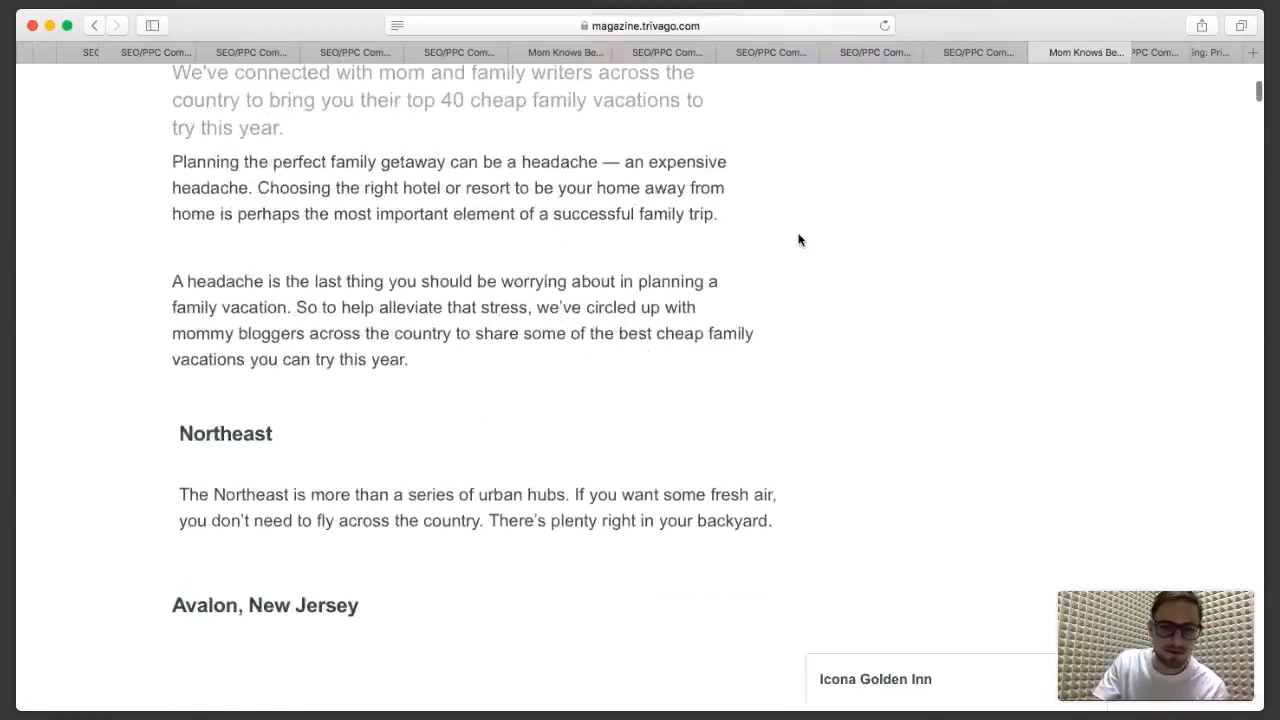 magazine.trivago.com
SEC
SEO/PPC Com...
SEO/PPC Com...
SEO/PPC Com...
SEO/PPC Com...
Mom Knows Be...
SEO/PPC Com...
SEO/PPC Com...
SEO/PPC Com...
SEO/PPC Com...
Mom Knows Be...
PPC Com...
ing: Pri...
We've connected with mom and family writers across the
country to bring you their top 40 cheap family vacations to
try this year.
Planning the perfect family getaway can be a headache — an expensive
headache. Choosing the right hotel or resort to be your home away from
home is perhaps the most important element of a successful family trip.
A headache is the last thing you should be worrying about in planning a
family vacation. So to help alleviate that stress, we've circled up with
mommy bloggers across the country to share some of the best cheap family
vacations you can try this year.
Northeast
The Northeast is more than a series of urban hubs. If you want some fresh air,
you don't need to fly across the country. There's plenty right in your backyard.
Avalon, New Jersey
Icona Golden Inn